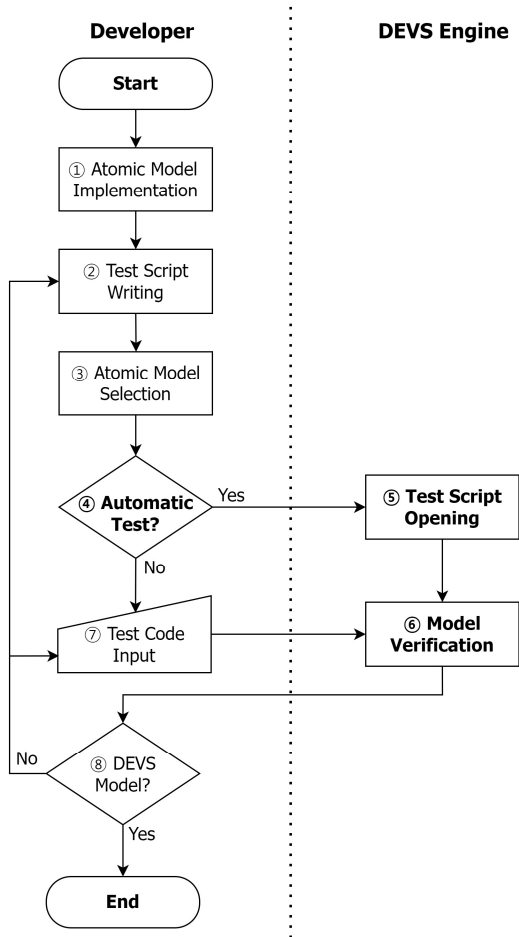 Developer
DEVS Engine
Start
① Atomic Model
Implementation
② Test Script
Writing
③ Atomic Model
Selection
④ Automatic
Test?
Yes
⑤ Test Script
Opening
No
⑦ Test Code
Input
⑥ Model
Verification
No
⑧ DEVS
Model?
Yes
End